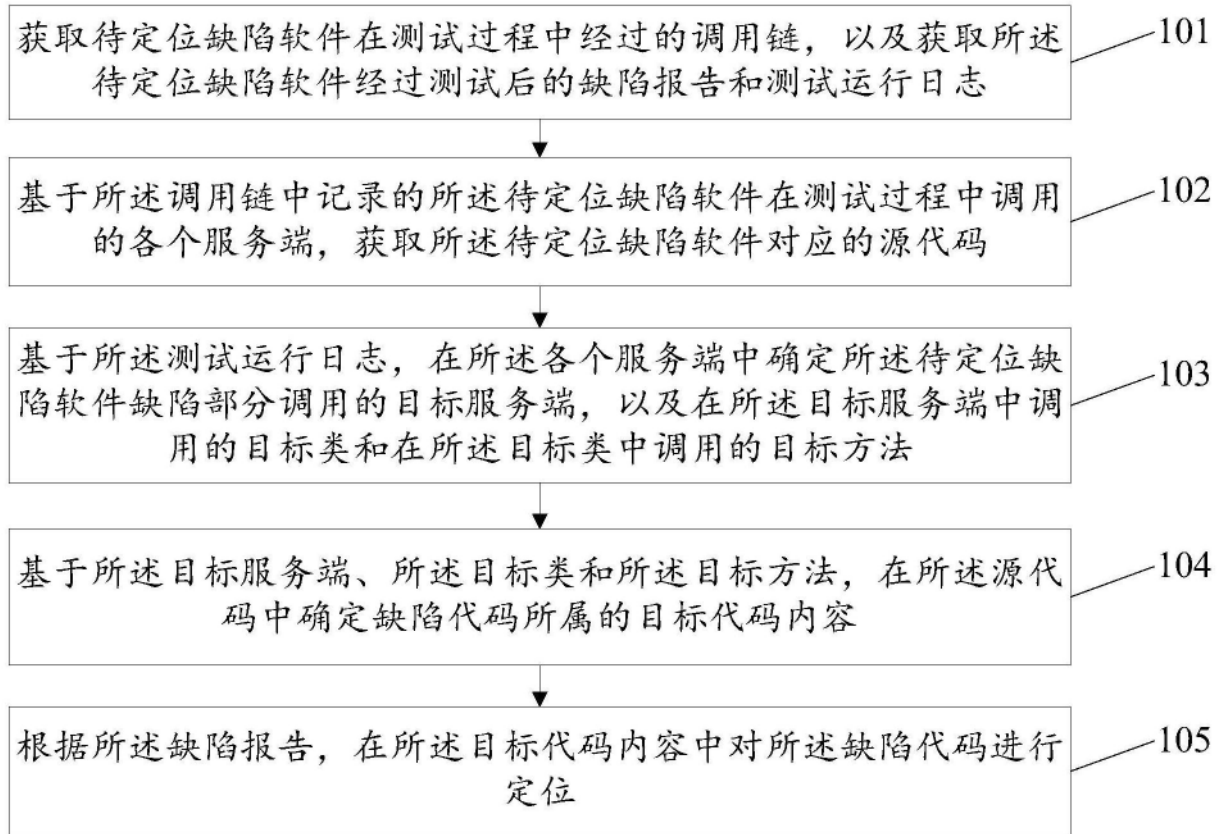 获取待定位缺陷软件在测试过程中经过的调用链，以及获取所述
待定位缺陷软件经过测试后的缺陷报告和测试运行日志
101
基于所述调用链中记录的所述待定位缺陷软件在测试过程中调用
的各个服务端，获取所述待定位缺陷软件对应的源代码
102
基于所述测试运行日志，在所述各个服务端中确定所述待定位缺
陷软件缺陷部分调用的目标服务端，以及在所述目标服务端中调
用的目标类和在所述目标类中调用的目标方法
103
基于所述目标服务端、所述目标类和所述目标方法，在所述源代
码中确定缺陷代码所属的目标代码内容
104
根据所述缺陷报告，在所述目标代码内容中对所述缺陷代码进行
定位
105